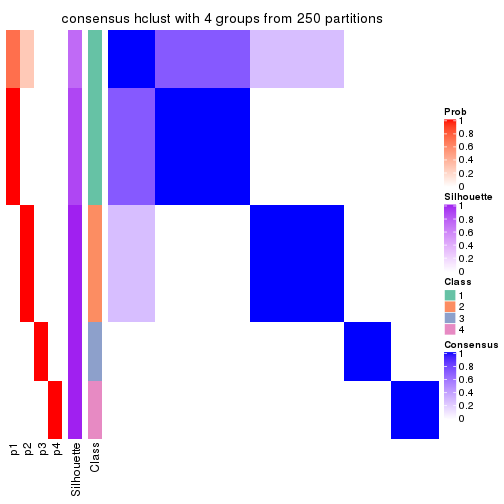 consensus hclust with 4 groups from 250 partitions
Prob
1
0.8
0.6
0.4
0.2
0
Silhouette
1
0.8
0.6
0.4
0.2
0
Class
1
2
3
4
Consensus
1
0.8
0.6
0.4
0.2
0
p1
p2
p3
p4
Silhouette
Class